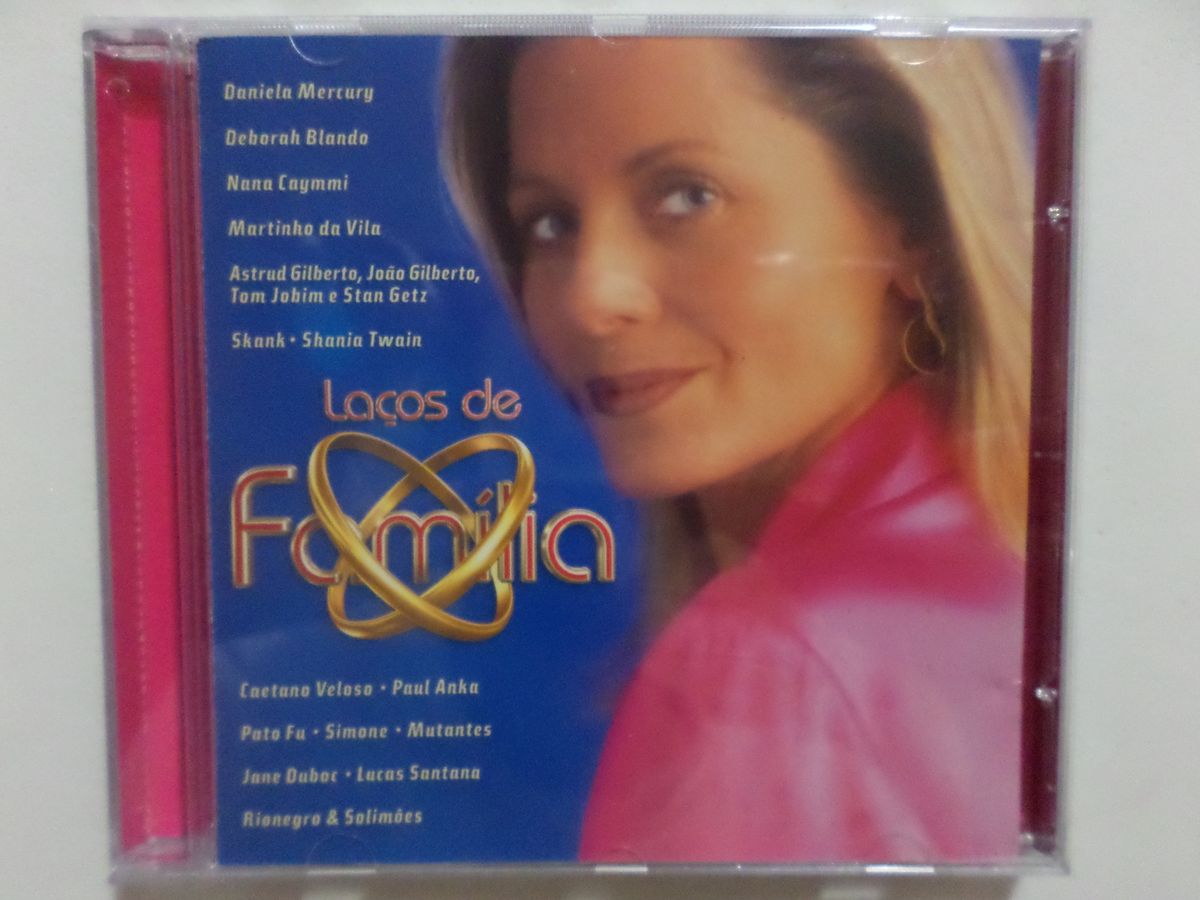 Daniela Mercury
Deborah Blando
Nana Caymmi
Martinho da Vila
Astrud Gilberto, João Gilberto,
Tom Jobim e Stan Getz
Skank • Shania Twain
Laços de
Família
Caetano Veloso • Paul Anka
Pato Fu • Simone • Mutantes
Jane Duboc • Lucas Santana
Rionegro & Solimões